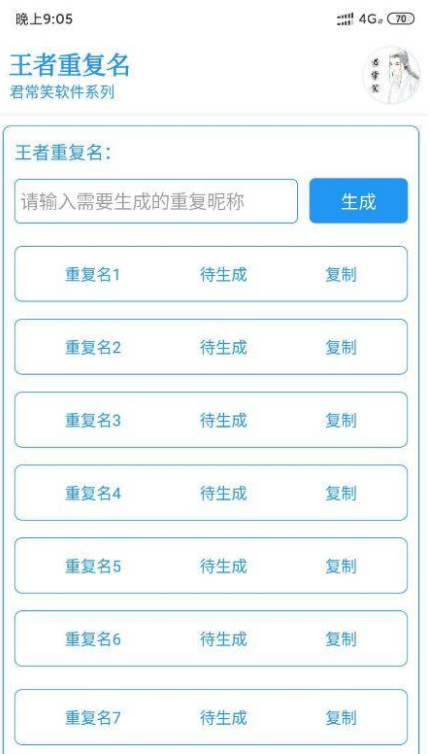 晚上9:05 4G 70
王者重复名
君常笑软件系列
君常笑
王者重复名：
请输入需要生成的重复昵称 生成
重复名1 待生成 复制
重复名2 待生成 复制
重复名3 待生成 复制
重复名4 待生成 复制
重复名5 待生成 复制
重复名6 待生成 复制
重复名7 待生成 复制